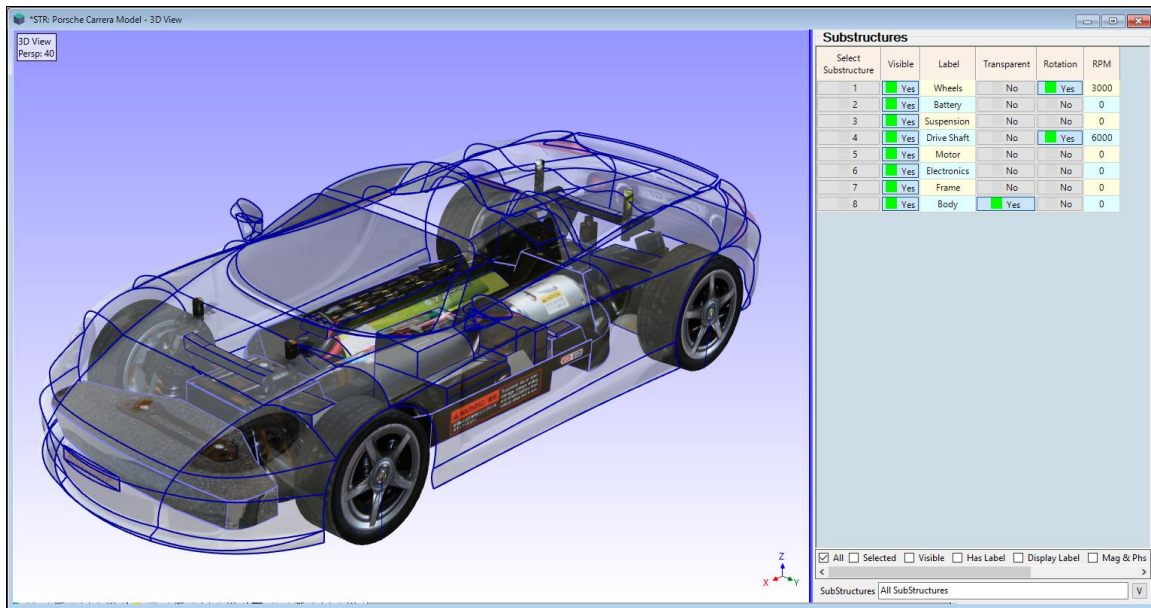 *STR: Porsche Carrera Model - 3D View
3D View
Persp: 40
Substructures
Select Substructure Visible Label Transparent Rotation RPM
1 Yes Wheels No Yes 3000
2 Yes Battery No No 0
3 Yes Suspension No No 0
4 Yes Drive Shaft No Yes 6000
5 Yes Motor No No 0
6 Yes Electronics No No 0
7 Yes Frame No No 0
8 Yes Body Yes No 0
Z
X Y
All Selected Visible Has Label Display Label Mag & Phs
SubStructures All SubStructures V